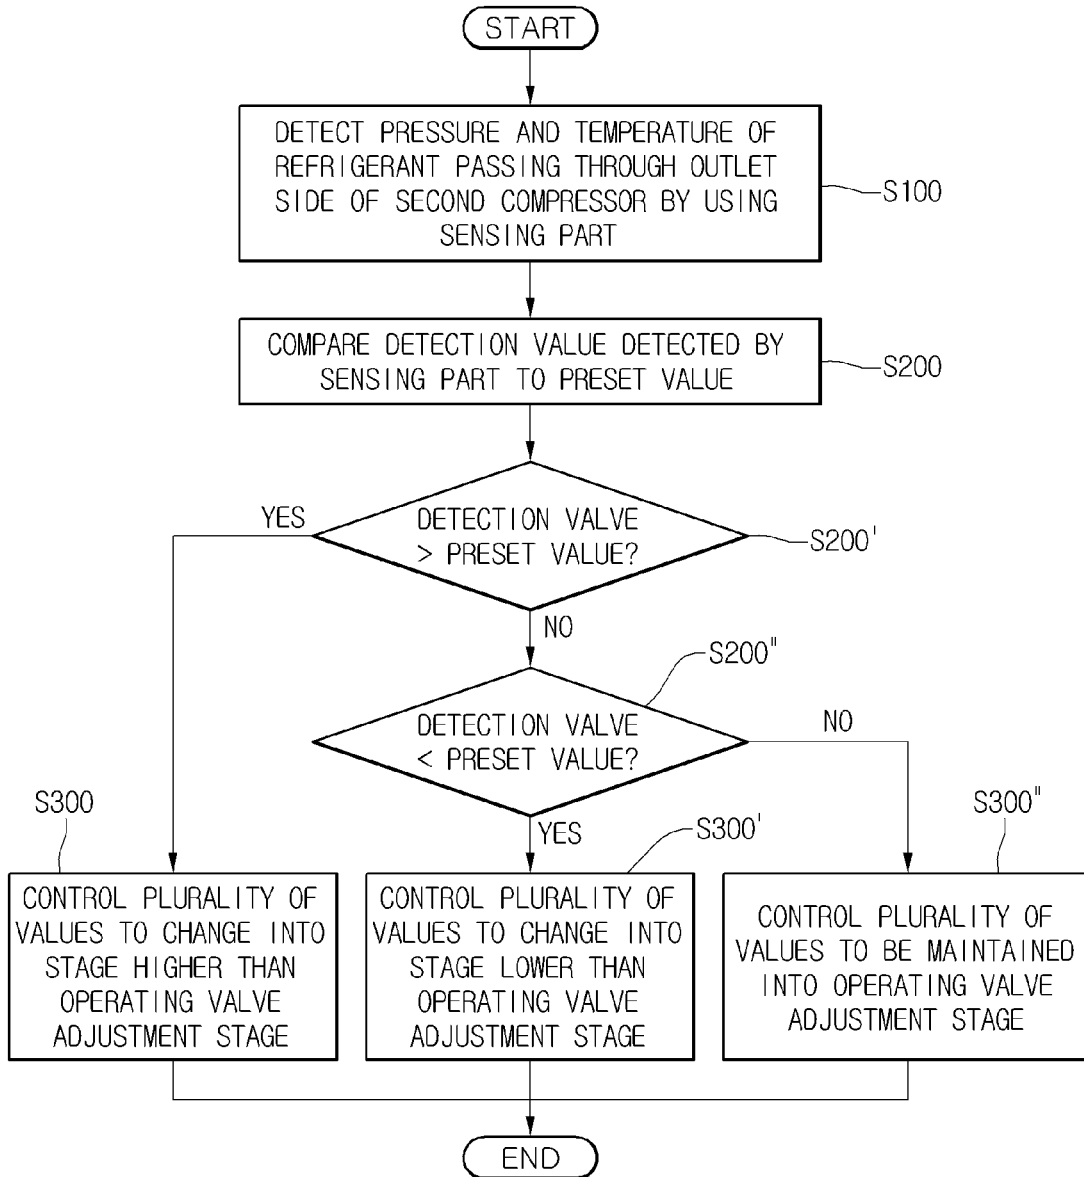 START
DETECT PRESSURE AND TEMPERATURE OF
REFRIGERANT PASSING THROUGH OUTLET
SIDE OF SECOND COMPRESSOR BY USING
SENSING PART
S100
COMPARE DETECTION VALUE DETECTED BY
SENSING PART TO PRESET VALUE
S200
YES
DETECTION VALVE
> PRESET VALUE?
S200'
NO
S200"
DETECTION VALVE
< PRESET VALUE?
NO
YES
S300
CONTROL PLURALITY OF
VALUES TO CHANGE INTO
STAGE HIGHER THAN
OPERATING VALVE
ADJUSTMENT STAGE
S300'
CONTROL PLURALITY OF
VALUES TO CHANGE INTO
STAGE LOWER THAN
OPERATING VALVE
ADJUSTMENT STAGE
S300"
CONTROL PLURALITY OF
VALUES TO BE MAINTAINED
INTO OPERATING VALVE
ADJUSTMENT STAGE
END